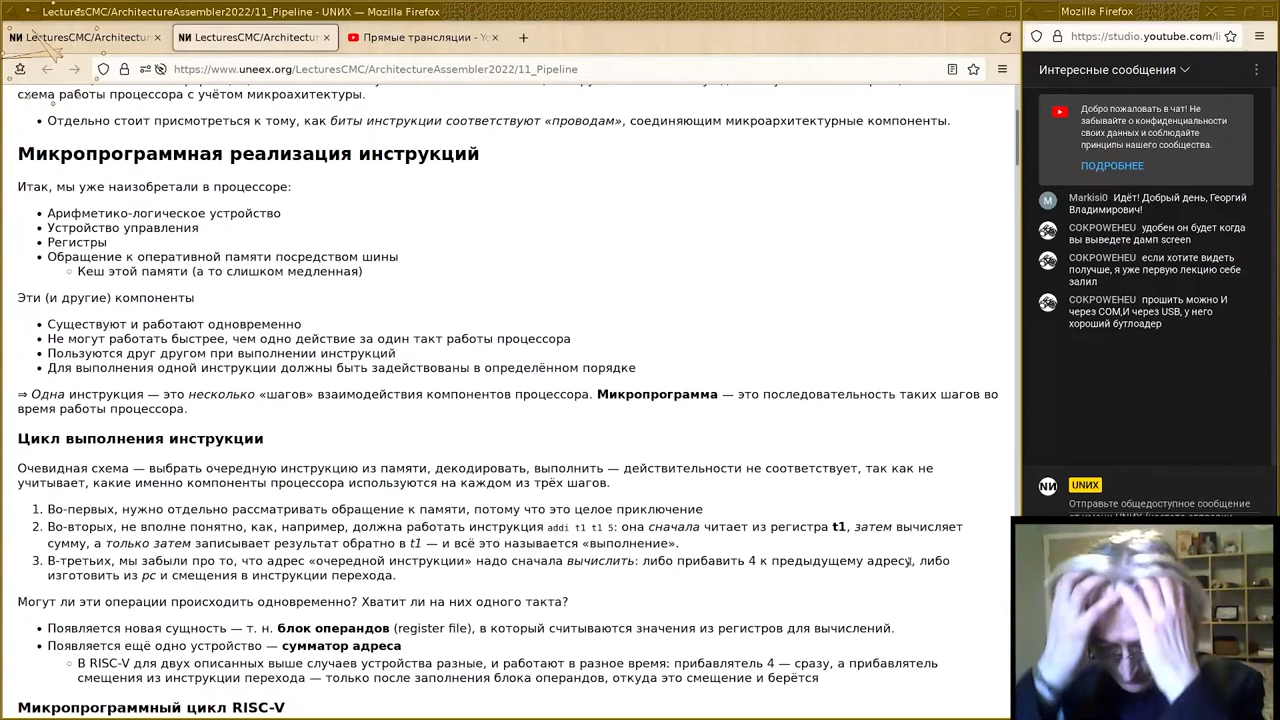 LecturesCMC/ArchitectureAssembler2022/11_Pipeline - UNИX — Mozilla Firefox
Mozilla Firefox
NИ LecturesCMC/Architectur ×
NИ LecturesCMC/Architectur ×
Прямые трансляции - Yo ×
https://www.uneex.org/LecturesCMC/ArchitectureAssembler2022/11_Pipeline
https://studio.youtube.com/li
схема работы процессора с учётом микроахитектуры.
• Отдельно стоит присмотреться к тому, как биты инструкции соответствуют «проводам», соединяющим микроархитектурные компоненты.
Микропрограммная реализация инструкций
Итак, мы уже наизобретали в процессоре:
• Арифметико-логическое устройство
• Устройство управления
• Регистры
• Обращение к оперативной памяти посредством шины
◦ Кеш этой памяти (а то слишком медленная)
Эти (и другие) компоненты
• Существуют и работают одновременно
• Не могут работать быстрее, чем одно действие за один такт работы процессора
• Пользуются друг другом при выполнении инструкций
• Для выполнения одной инструкции должны быть задействованы в определённом порядке
⇒ Одна инструкция — это несколько «шагов» взаимодействия компонентов процессора. Микропрограмма — это последовательность таких шагов во
время работы процессора.
Цикл выполнения инструкции
Очевидная схема — выбрать очередную инструкцию из памяти, декодировать, выполнить — действительности не соответствует, так как не
учитывает, какие именно компоненты процессора используются на каждом из трёх шагов.
1. Во-первых, нужно отдельно рассматривать обращение к памяти, потому что это целое приключение
2. Во-вторых, не вполне понятно, как, например, должна работать инструкция addi t1 t1 5: она сначала читает из регистра t1, затем вычисляет
сумму, а только затем записывает результат обратно в t1 — и всё это называется «выполнение».
3. В-третьих, мы забыли про то, что адрес «очередной инструкции» надо сначала вычислить: либо прибавить 4 к предыдущему адресу, либо
изготовить из pc и смещения в инструкции перехода.
Могут ли эти операции происходить одновременно? Хватит ли на них одного такта?
• Появляется новая сущность — т. н. блок операндов (register file), в который считываются значения из регистров для вычислений.
• Появляется ещё одно устройство — сумматор адреса
◦ В RISC-V для двух описанных выше случаев устройства разные, и работают в разное время: прибавлятель 4 — сразу, а прибавлятель
смещения из инструкции перехода — только после заполнения блока операндов, откуда это смещение и берётся
Микропрограммный цикл RISC-V
Интересные сообщения
Добро пожаловать в чат! Не
забывайте о конфиденциальности
своих данных и соблюдайте
принципы нашего сообщества.
ПОДРОБНЕЕ
M Markisi0 Идёт! Добрый день, Георгий
Владимирович!
COKPOWEHEU удобен он будет когда
вы выведете дамп screen
COKPOWEHEU если хотите видеть
получше, я уже первую лекцию себе
залил
COKPOWEHEU прошить можно И
через COM,И через USB, у него
хороший бутлоадер
NИ UNИX
Отправьте общедоступное сообщение